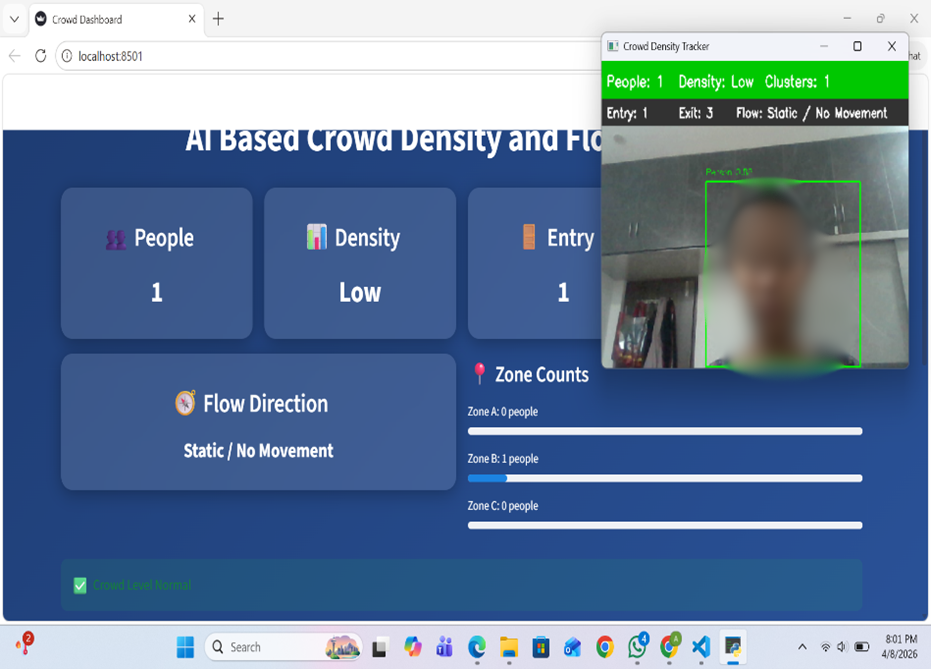 Crowd Dashboard
localhost:8501
Crowd Density Tracker
People: 1 Density: Low Clusters: 1
Entry: 1 Exit: 3 Flow: Static / No Movement
AI Based Crowd Density and Flo
People
1
Density
Low
Entry
1
Flow Direction
Static / No Movement
Zone Counts
Zone A: 0 people
Zone B: 1 people
Zone C: 0 people
Crowd Level Normal
2
Search
4
A
8:01 PM
4/8/2026